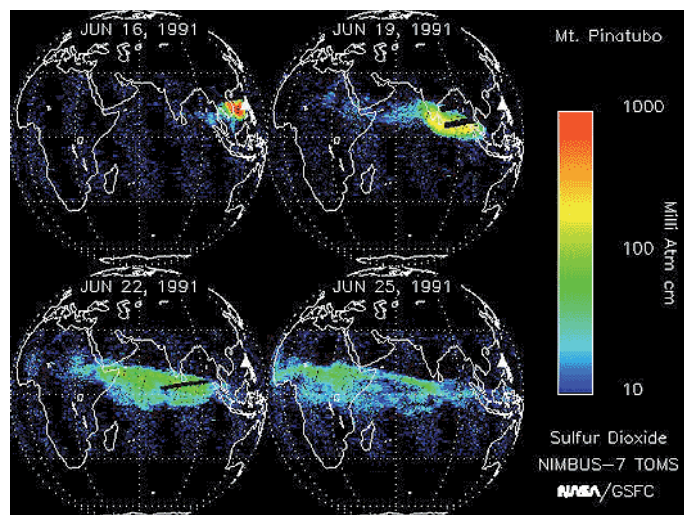 JUN 16, 1991
JUN 19, 1991
Mt. Pinatubo
1000
100
10
Milli Atm cm
JUN 22, 1991
JUN 25, 1991
Sulfur Dioxide
NIMBUS-7 TOMS
NASA/GSFC